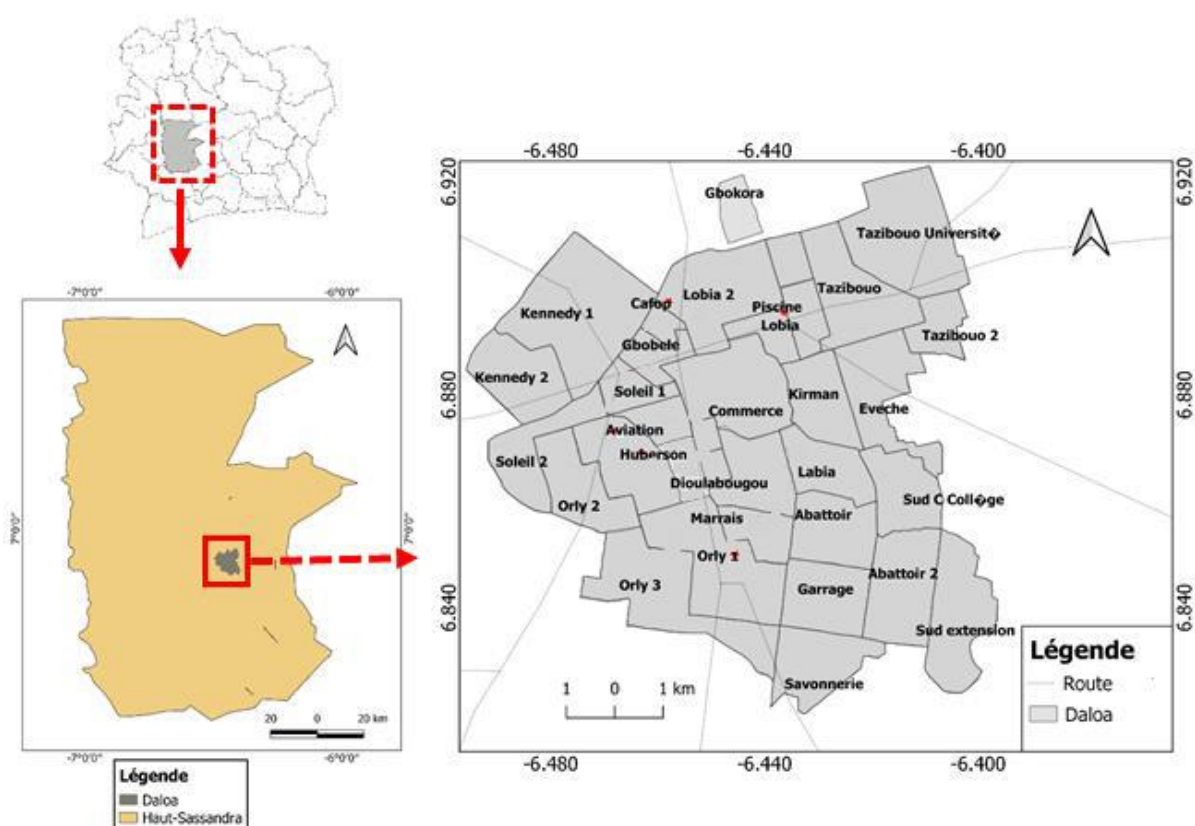 -7°0'0"
-6°0'0"
7°0'0"
7°0'0"
20 0 20 km
-7°0'0"
-6°0'0"
Légende
Daloa
Haut-Sassandra
-6.480
-6.440
-6.400
6.920
6.920
Gbokora
Tazibouo Universit�
Cafop
Lobia 2
Tazibouo
Kennedy 1
Piscine
Lobia
Gbobele
Tazibouo 2
Kennedy 2
Soleil 1
6.880
6.880
Kirman
Commerce
Eveche
Aviation
Soleil 2
Huberson
Labia
Dioulabougou
Sud C Coll�ge
Orly 2
Marrais
Abattoir
Orly 1
Abattoir 2
Orly 3
Garrage
6.840
6.840
Sud extension
Savonnerie
1 0 1 km
Légende
Route
Daloa
-6.480
-6.440
-6.400